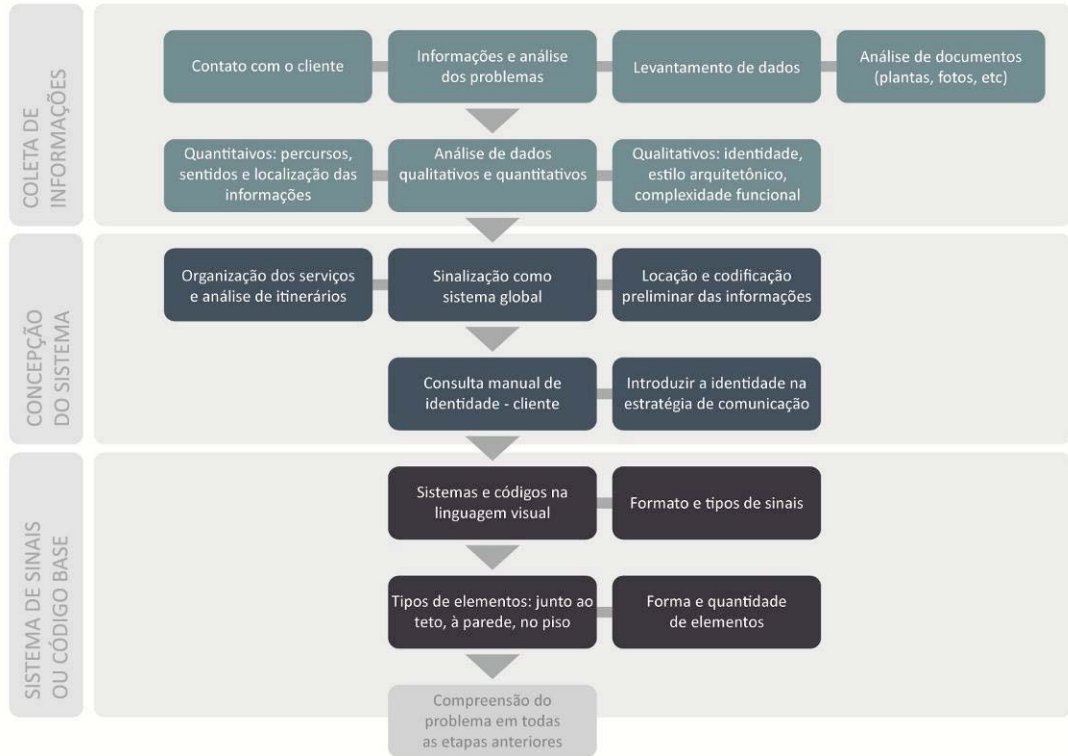 COLETA DE
INFORMAÇÕES
Contato com o cliente
Informações e análise
dos problemas
Levantamento de dados
Análise de documentos
(plantas, fotos, etc)
Quantitaivos: percursos,
sentidos e localização das
informações
Análise de dados
qualitativos e quantitativos
Qualitativos: identidade,
estilo arquitetônico,
complexidade funcional
CONCEPÇÃO
DO SISTEMA
Organização dos serviços
e análise de itinerários
Sinalização como
sistema global
Locação e codificação
preliminar das informações
Consulta manual de
identidade - cliente
Introduzir a identidade na
estratégia de comunicação
SISTEMA DE SINAIS
OU CÓDIGO BASE
Sistemas e códigos na
linguagem visual
Formato e tipos de sinais
Tipos de elementos: junto ao
teto, à parede, no piso
Forma e quantidade
de elementos
Compreensão do
problema em todas
as etapas anteriores